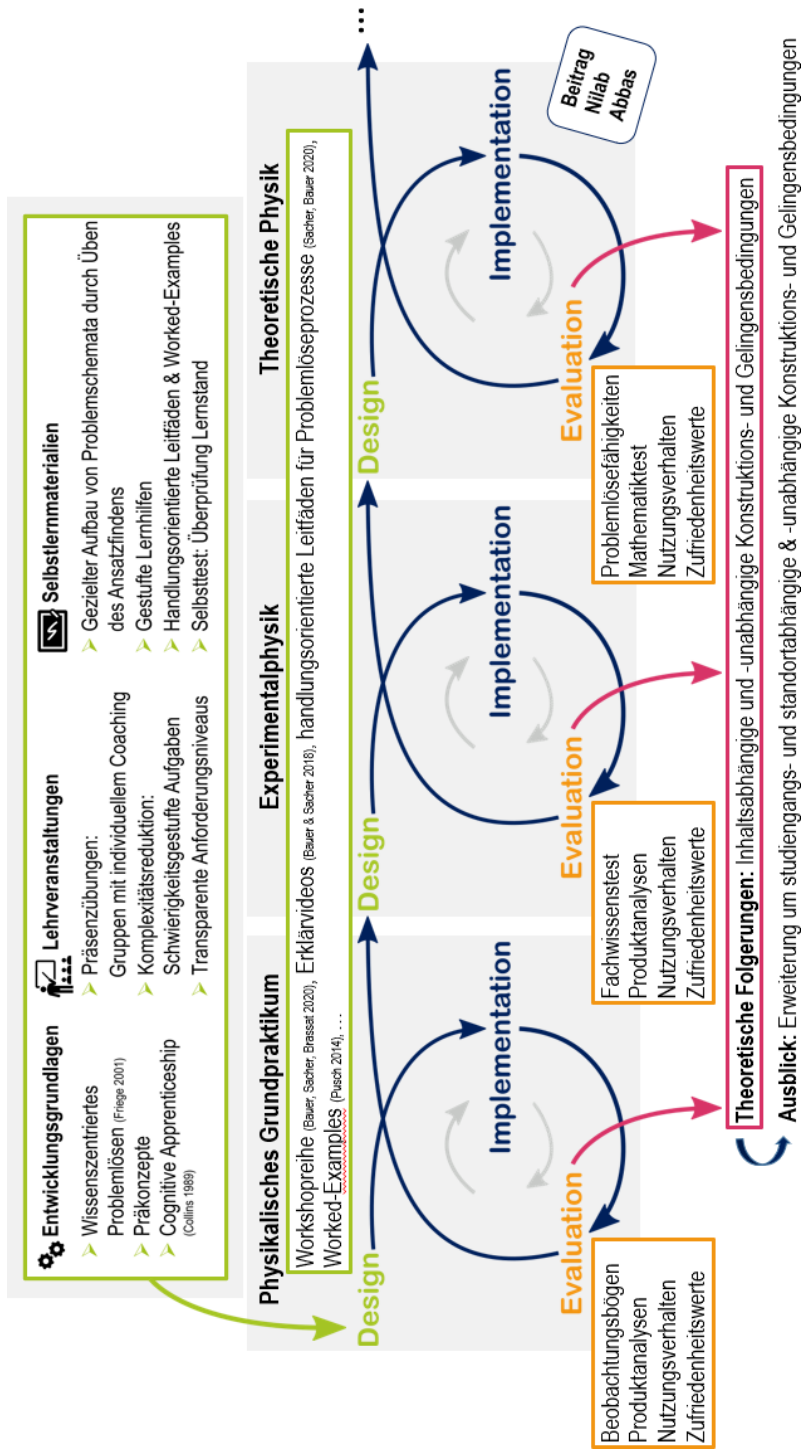 Entwicklungsgrundlagen
Wissenszentriertes
Problemlösen (Friege 2001)
Präkonzepte
Cognitive Apprenticeship
(Collins 1989)
Lehrveranstaltungen
Präsenzübungen:
Gruppen mit individuellem Coaching
Komplexitätsreduktion:
Schwierigkeitsgestufte Aufgaben
Transparente Anforderungsniveaus
Selbstlernmaterialien
Gezielter Aufbau von Problemschemata durch Üben
des Ansatzfindens
Gestufte Lernhilfen
Handlungsorientierte Leitfäden & Worked-Examples
Selbsttest: Überprüfung Lernstand
Physikalisches Grundpraktikum
Experimentalphysik
Theoretische Physik
Workshopreihe (Bauer, Sacher, Brassat 2020), Erklärvideos (Bauer & Sacher 2018), handlungsorientierte Leitfäden für Problemlöseprozesse (Sacher, Bauer 2020),
Worked-Examples (Pusch 2014), ...
Design
Implementation
Evaluation
Design
Implementation
Evaluation
Design
Implementation
Evaluation
...
Beitrag
Nilab
Abbas
Beobachtungsbögen
Produktanalysen
Nutzungsverhalten
Zufriedenheitswerte
Fachwissenstest
Produktanalysen
Nutzungsverhalten
Zufriedenheitswerte
Problemlösefähigkeiten
Mathematiktest
Nutzungsverhalten
Zufriedenheitswerte
Theoretische Folgerungen: Inhaltsabhängige und -unabhängige Konstruktions- und Gelingensbedingungen
Ausblick: Erweiterung um studiengangs- und standortabhängige & -unabhängige Konstruktions- und Gelingensbedingungen